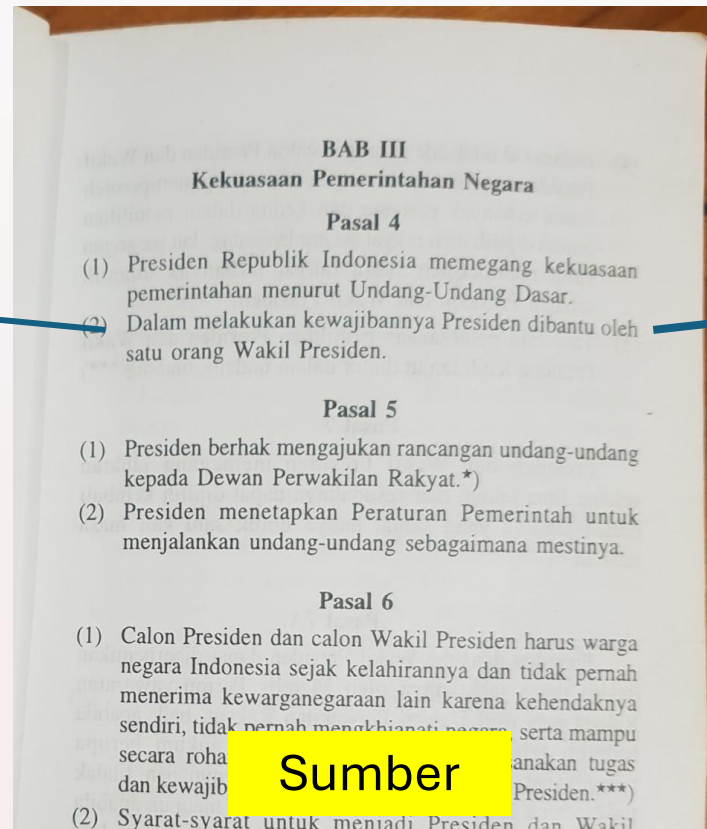 BAB III
Kekuasaan Pemerintahan Negara
Pasal 4
(1) Presiden Republik Indonesia memegang kekuasaan
pemerintahan menurut Undang-Undang Dasar.
(2) Dalam melakukan kewajibannya Presiden dibantu oleh
satu orang Wakil Presiden.
Pasal 5
(1) Presiden berhak mengajukan rancangan undang-undang
kepada Dewan Perwakilan Rakyat.*)
(2) Presiden menetapkan Peraturan Pemerintah untuk
menjalankan undang-undang sebagaimana mestinya.
Pasal 6
(1) Calon Presiden dan calon Wakil Presiden harus warga
negara Indonesia sejak kelahirannya dan tidak pernah
menerima kewarganegaraan lain karena kehendaknya
sendiri, tidak pernah mengkhianati negara, serta mampu
secara roha anakan tugas
dan kewajib Presiden.***)
Sumber
(2) Syarat-syarat untuk menjadi Presiden dan Wakil